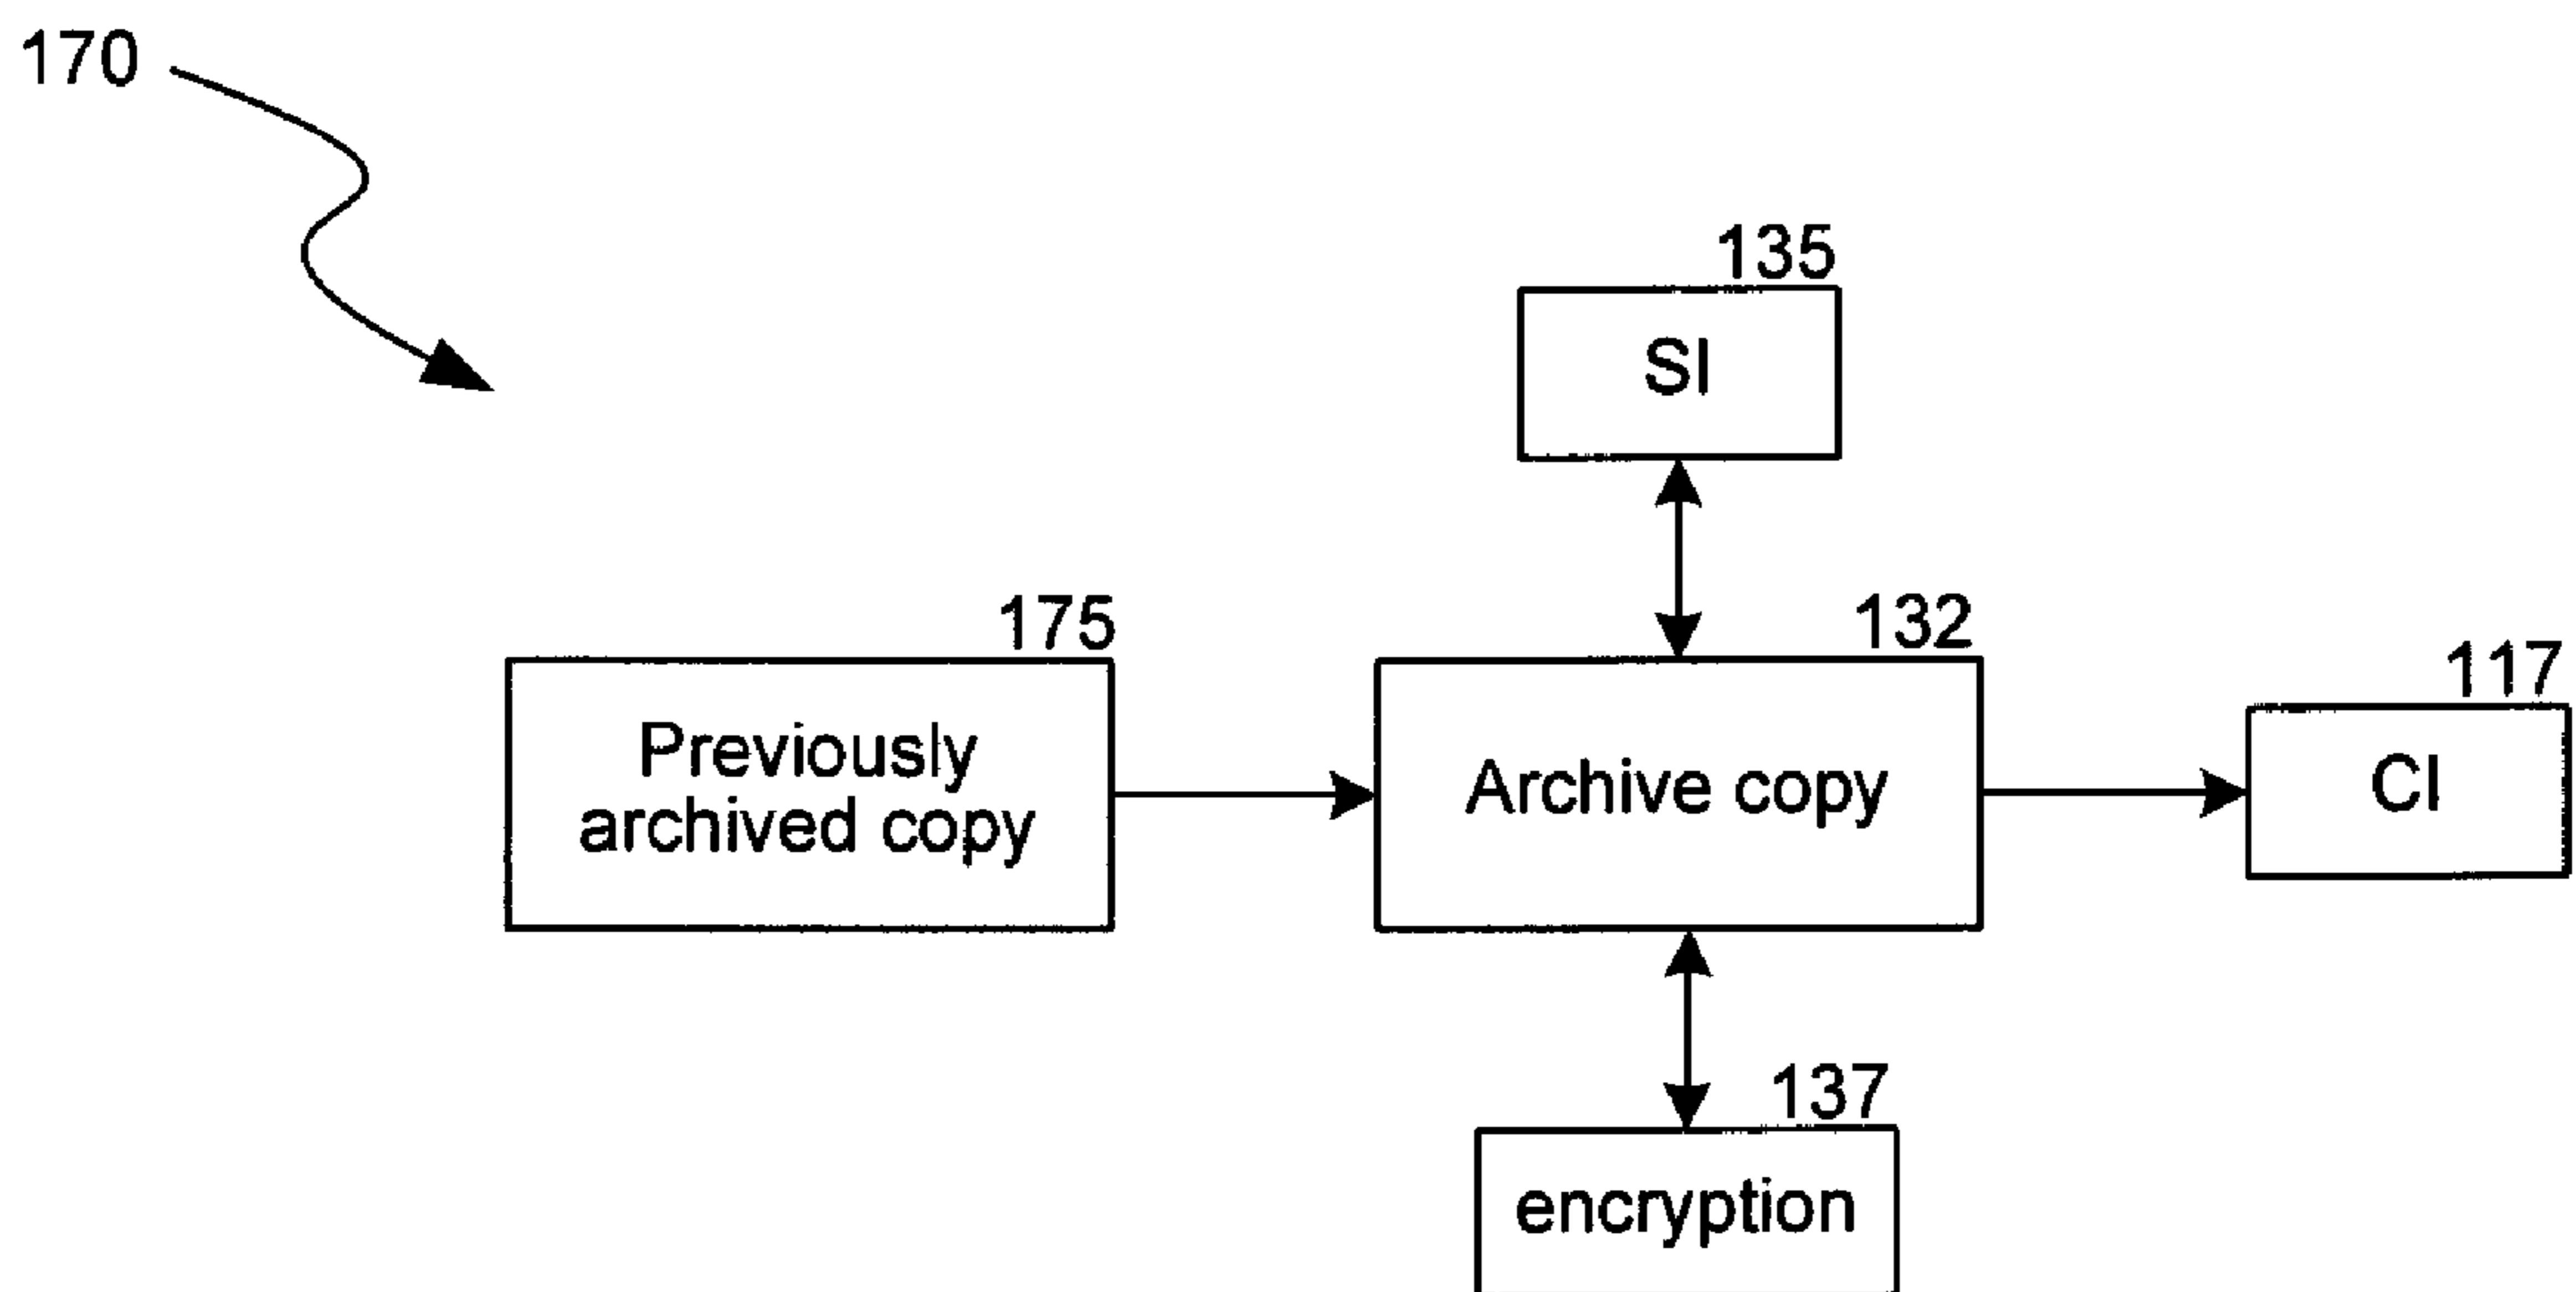 170
135
SI
175
132
117
Previously
archived copy
Archive copy
CI
137
encryption